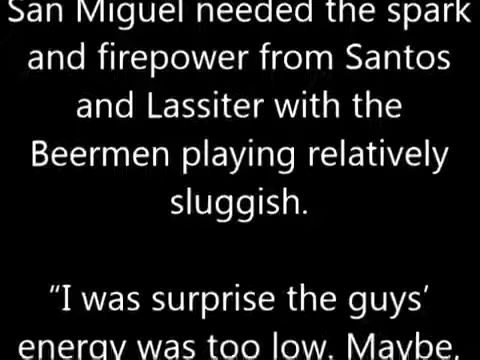 San Miguel needed the spark
and firepower from Santos
and Lassiter with the
Beermen playing relatively
sluggish.
“I was surprise the guys’
energy was too low. Maybe,